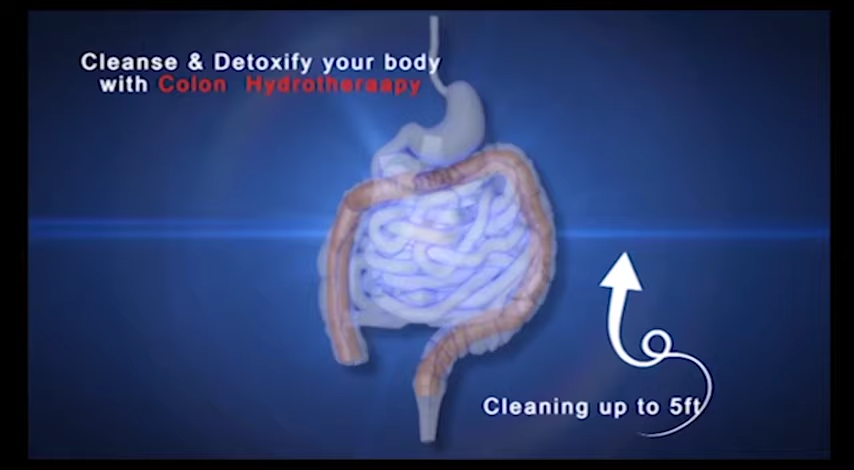 Cleanse & Detoxify your body
with Colon Hydrotheraapy
Cleaning up to 5ft